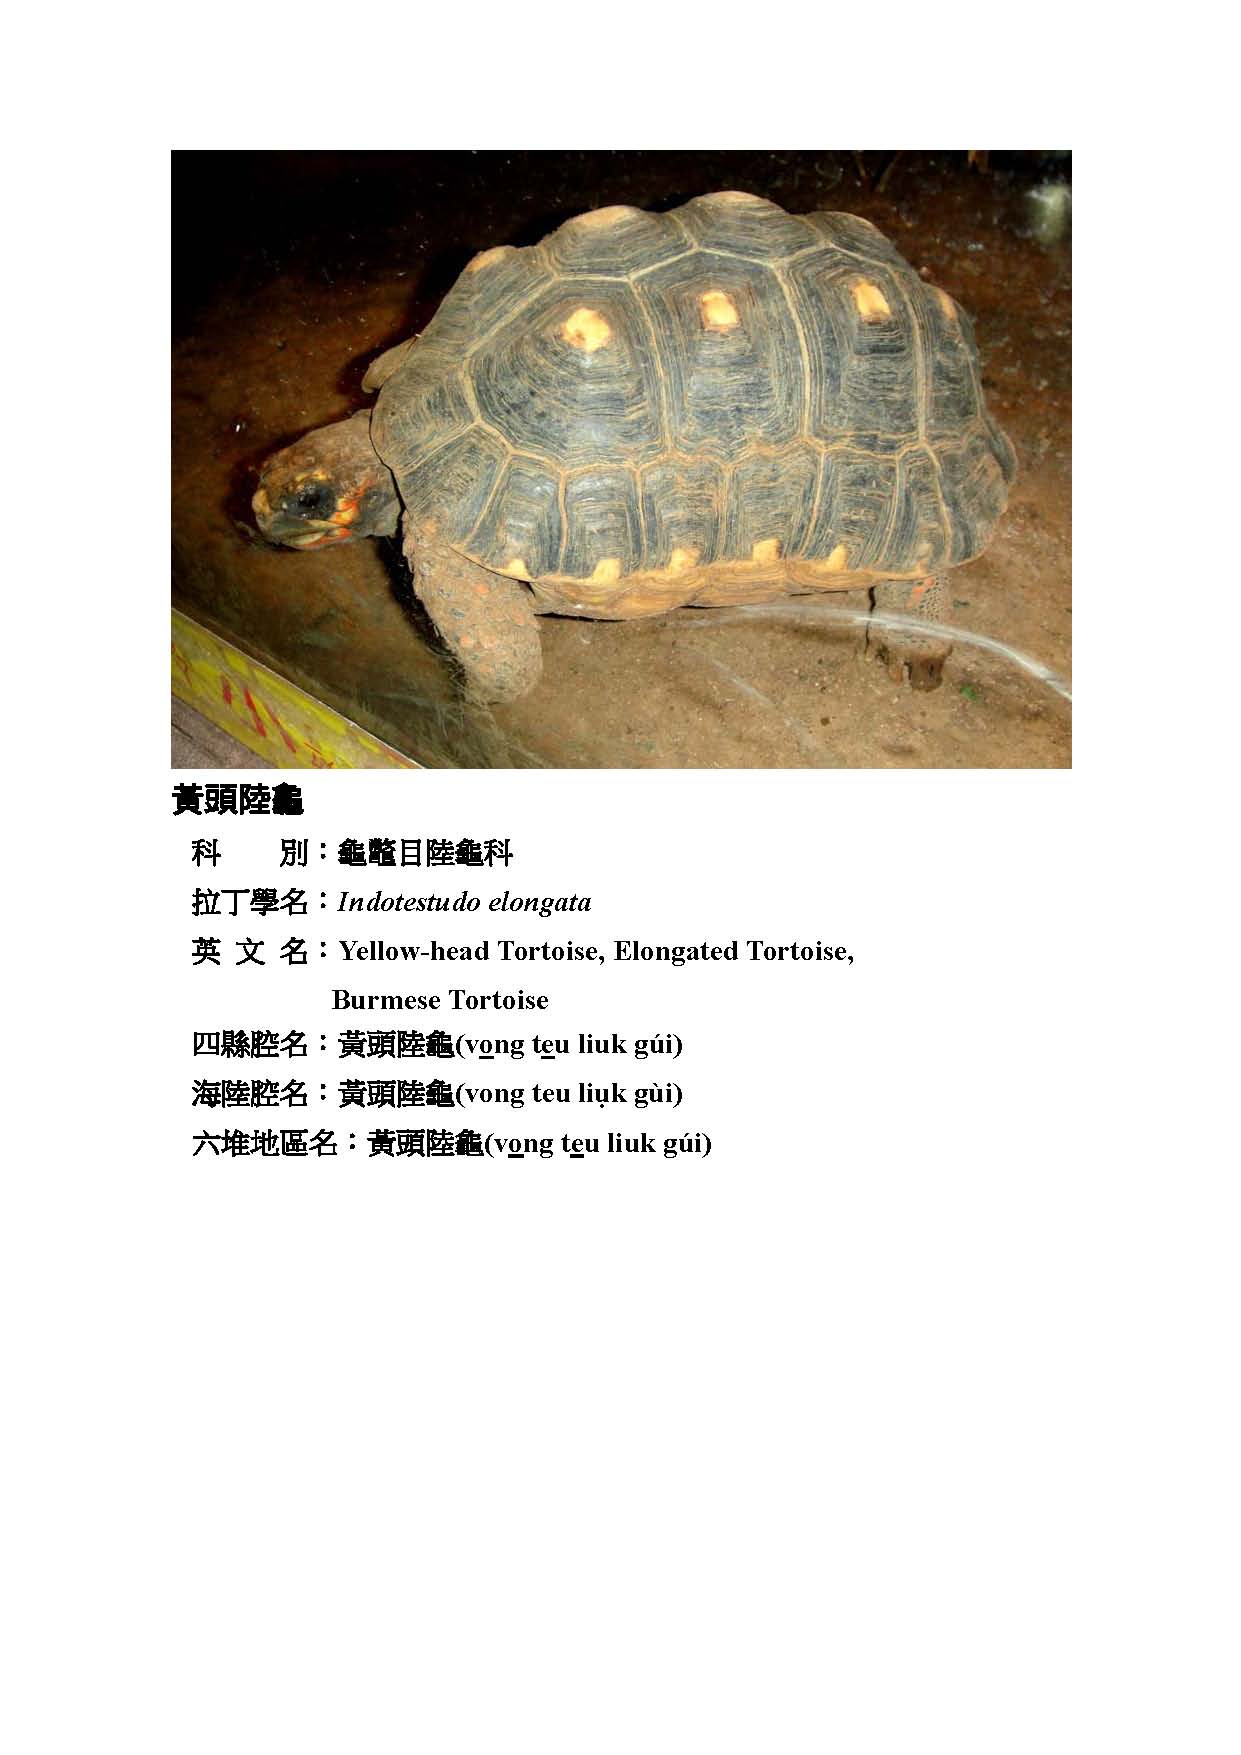 黃頭陸龜
科　　別：龜鱉目陸龜科
拉丁學名：Indotestudo elongata
英 文 名：Yellow-head Tortoise, Elongated Tortoise,
Burmese Tortoise
四縣腔名：黃頭陸龜(vo̲ng te̲u liuk gúi)
海陸腔名：黃頭陸龜(vong teu liụk gùi)
六堆地區名：黃頭陸龜(vo̲ng te̲u liuk gúi)